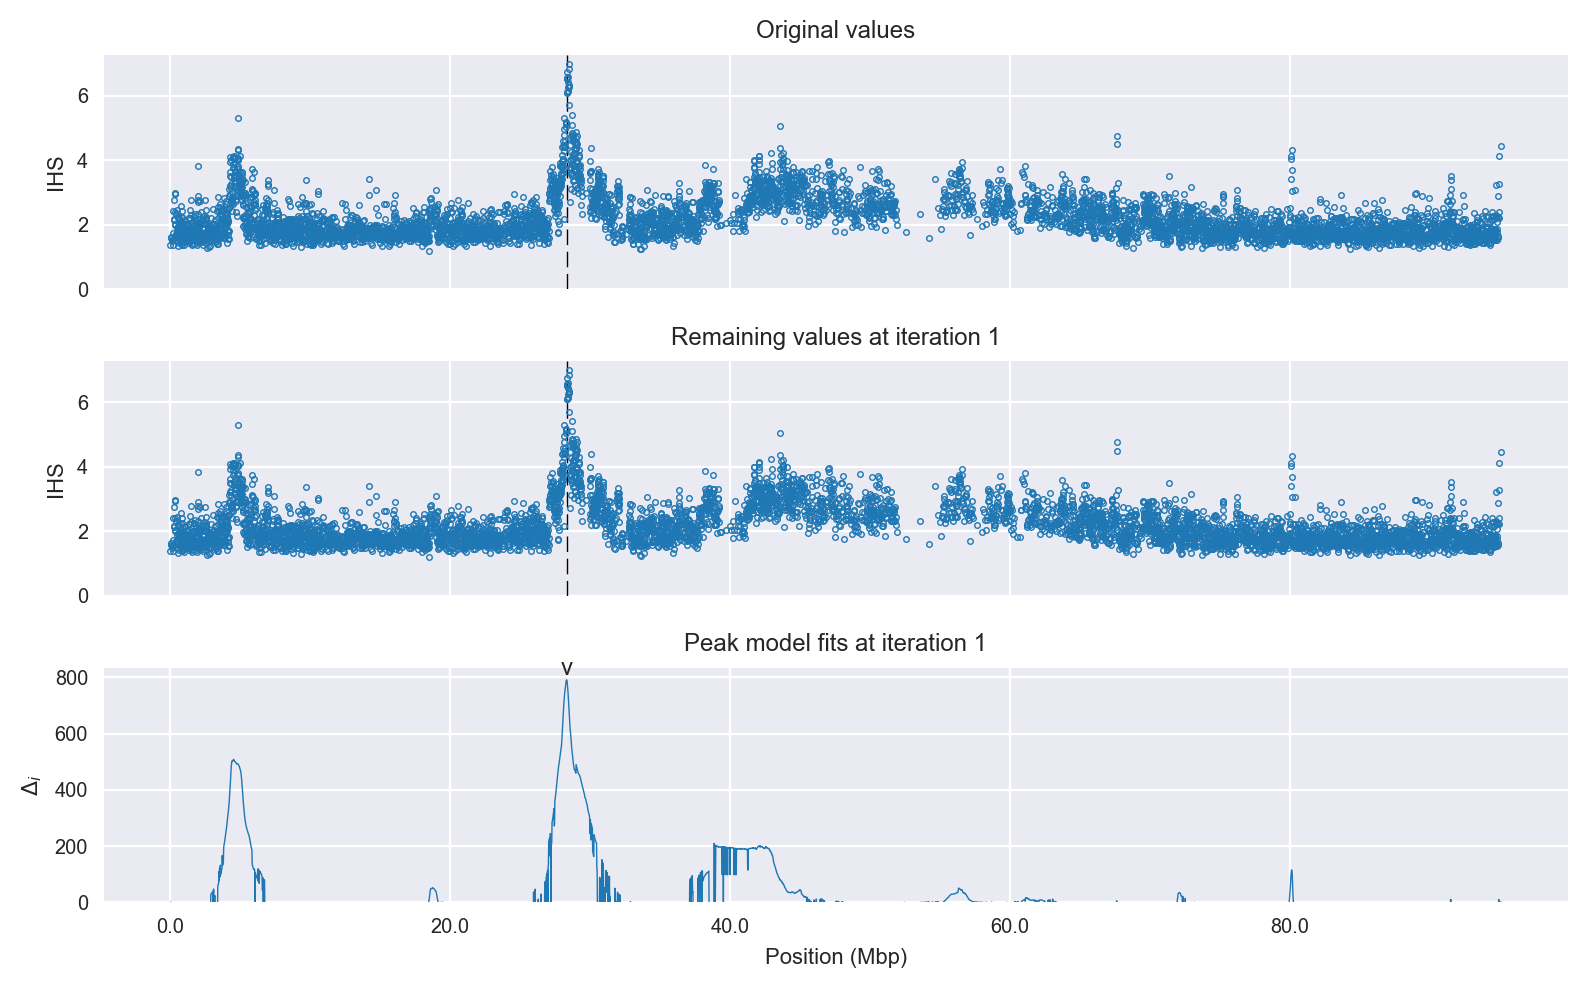 Original values
6
4
2
0
IHS
Remaining values at iteration 1
6
4
2
0
IHS
Peak model fits at iteration 1
v
800
600
400
200
0
Δi
0.0 20.0 40.0 60.0 80.0
Position (Mbp)